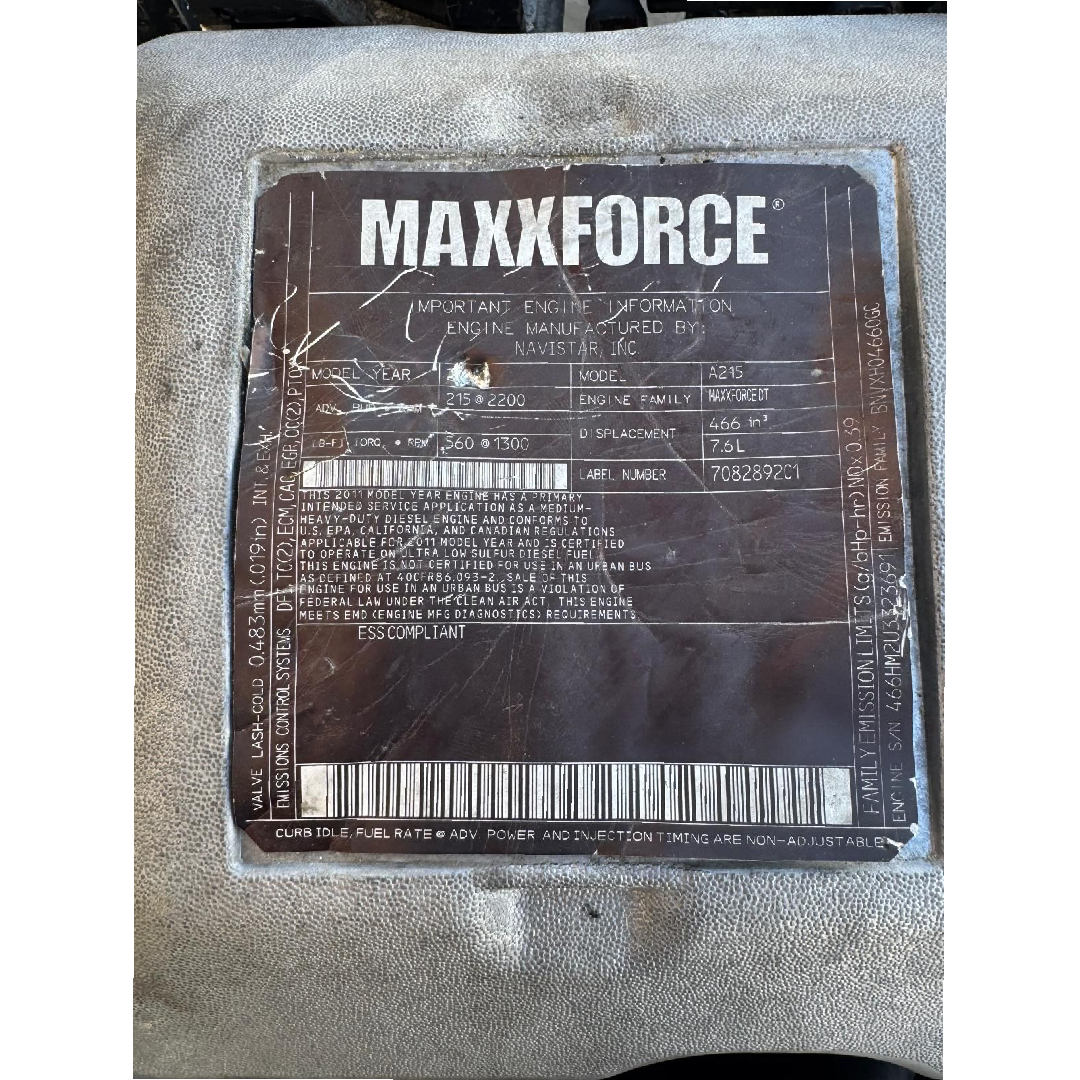 MAXXFORCE®
IMPORTANT ENGINE INFORMATION
ENGINE MANUFACTURED BY:
NAVISTAR, INC
MODEL YEAR
MODEL A215
ADV. @ RPM 215 @ 2200
ENGINE FAMILY MAXXFORCE DT
DISPLACEMENT 466 in³
7.6L
LB-FT TORQ. @ RPM 560 @ 1300
LABEL NUMBER 7082892C1
THIS 2011 MODEL YEAR ENGINE HAS A PRIMARY
INTENDED SERVICE APPLICATION AS A MEDIUM-
HEAVY-DUTY DIESEL ENGINE AND CONFORMS TO
U.S. EPA, CALIFORNIA, AND CANADIAN REGULATIONS
APPLICABLE FOR 2011 MODEL YEAR AND IS CERTIFIED
TO OPERATE ON ULTRA LOW SULFUR DIESEL FUEL.
THIS ENGINE IS NOT CERTIFIED FOR USE IN AN URBAN BUS
AS DEFINED AT 40CFR86.093-2. SALE OF THIS
ENGINE FOR USE IN AN URBAN BUS IS A VIOLATION OF
FEDERAL LAW UNDER THE CLEAN AIR ACT. THIS ENGINE
MEETS EMD (ENGINE MFG DIAGNOSTICS) REQUIREMENTS.
ESS COMPLIANT
CURB IDLE, FUEL RATE @ ADV. POWER AND INJECTION TIMING ARE NON-ADJUSTABLE
VALVE LASH-COLD 0.483mm (.019in) INT. & EXH.
EMISSIONS CONTROL SYSTEMS DFI, TC(2), ECM, CAC, EGR, OC(2), PTOX
FAMILY EMISSION LIMITS (g/bHp-hr) NOx 0.39
ENGINE S/N 466HM2U3323691 EMISSION FAMILY BNVXH04660GC